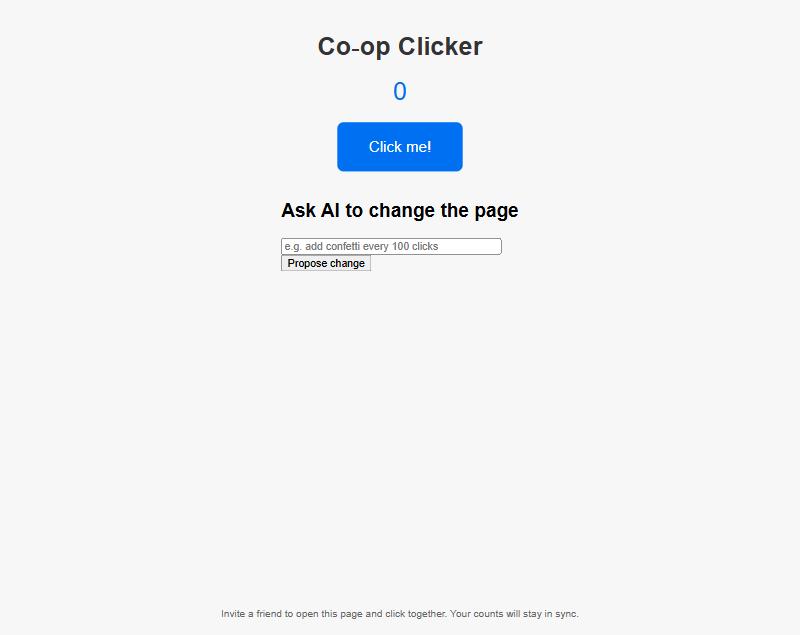 Co-op Clicker
0
Click me!
Ask AI to change the page
e.g. add confetti every 100 clicks
Propose change
Invite a friend to open this page and click together. Your counts will stay in sync.